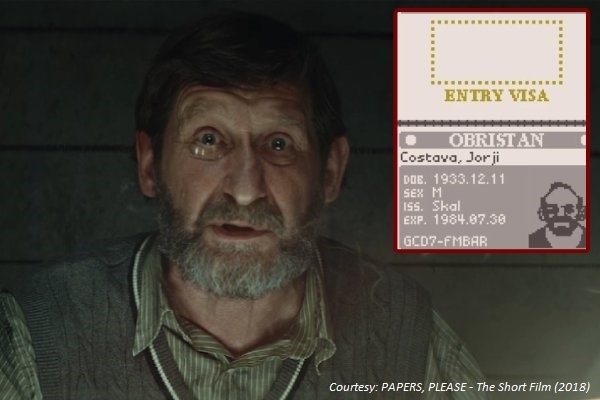 ENTRY VISA
OBRISTAN
Costava, Jorji
DOB. 1933.12.11
SEX M
ISS. Skal
EXP. 1984.07.30
GCD7-FMBAR
Courtesy: PAPERS, PLEASE - The Short Film (2018)